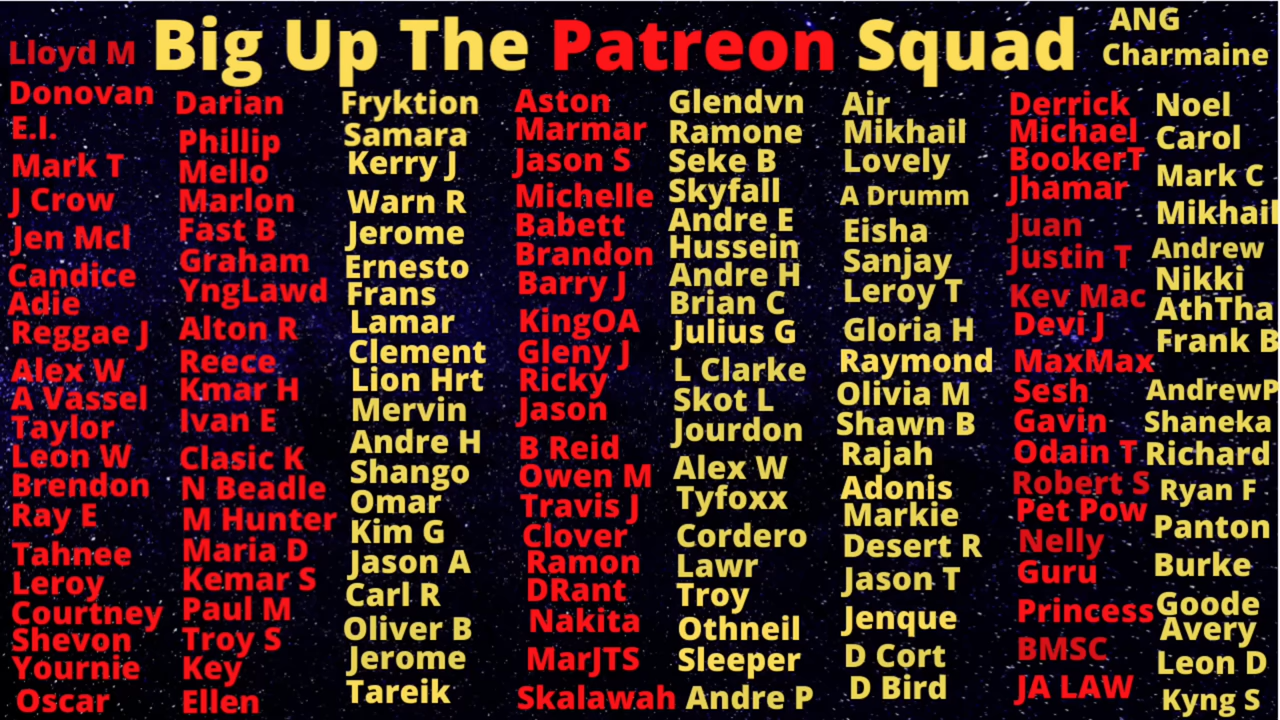 Big Up The Patreon Squad
Lloyd M
Donovan
E.I.
Mark T
J Crow
Jen Mcl
Candice
Adie
Reggae J
Alex W
A Vassel
Taylor
Leon W
Brendon
Ray E
Tahnee
Leroy
Courtney
Shevon
Yournie
Oscar
Darian
Phillip
Mello
Marlon
Fast B
Graham
YngLawd
Alton R
Reece
Kmar H
Ivan E
Clasic K
N Beadle
M Hunter
Maria D
Kemar S
Paul M
Troy S
Key
Ellen
Fryktion
Samara
Kerry J
Warn R
Jerome
Ernesto
Frans
Lamar
Clement
Lion Hrt
Mervin
Andre H
Shango
Omar
Kim G
Jason A
Carl R
Oliver B
Jerome
Tareik
Aston
Marmar
Jason S
Michelle
Babett
Brandon
Barry J
KingOA
Gleny J
Ricky
Jason
B Reid
Owen M
Travis J
Clover
Ramon
DRant
Nakita
MarJTS
Skalawah
Glendvn
Ramone
Seke B
Skyfall
Andre E
Hussein
Andre H
Brian C
Julius G
L Clarke
Skot L
Jourdon
Alex W
Tyfoxx
Cordero
Lawr
Troy
Othneil
Sleeper
Andre P
Air
Mikhail
Lovely
A Drumm
Eisha
Sanjay
Leroy T
Gloria H
Raymond
Olivia M
Shawn B
Rajah
Adonis
Markie
Desert R
Jason T
Jenque
D Cort
D Bird
Derrick
Michael
BookerT
Jhamar
Juan
Justin T
Kev Mac
Devi J
MaxMax
Sesh
Gavin
Odain T
Robert S
Pet Pow
Nelly
Guru
Princess
BMSC
JA LAW
ANG
Charmaine
Noel
Carol
Mark C
Mikhail
Andrew
Nikki
AthTha
Frank B
AndrewP
Shaneka
Richard
Ryan F
Panton
Burke
Goode
Avery
Leon D
Kyng S